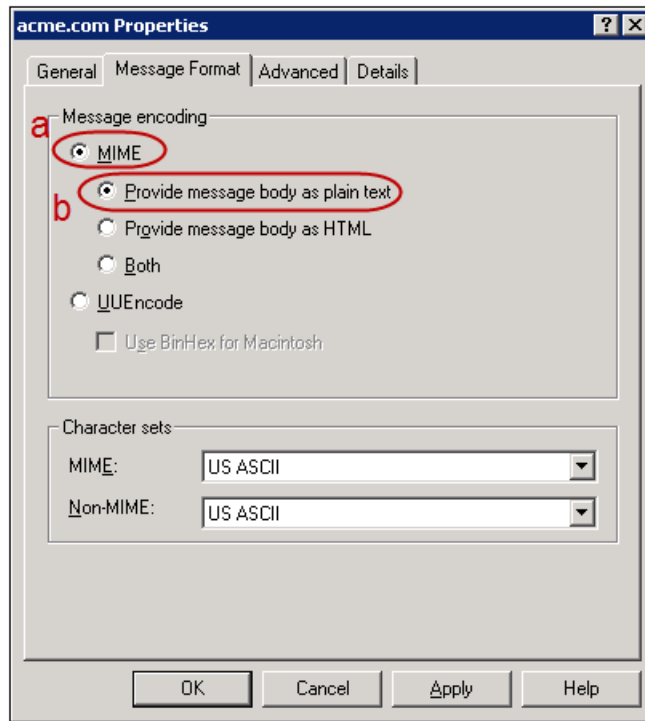 acme.com Properties
General Message Format Advanced Details
Message encoding
a
MIME
Provide message body as plain text
b
Provide message body as HTML
Both
UUEncode
Use BinHex for Macintosh
Character sets
MIME: US ASCII
Non-MIME: US ASCII
OK Cancel Apply Help